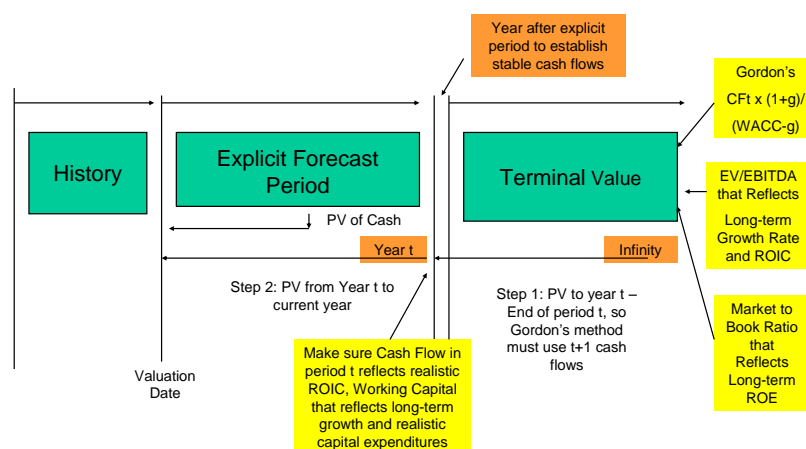 Year after explicit
period to establish
stable cash flows
Gordon's
CFt x (1+g)/
(WACC-g)
History
Explicit Forecast
Period
Terminal Value
EV/EBITDA
that Reflects
Long-term
Growth Rate
and ROIC
PV of Cash
Year t
Infinity
Step 2: PV from Year t to
current year
Step 1: PV to year t –
End of period t, so
Gordon's method
must use t+1 cash
flows
Market to
Book Ratio
that
Reflects
Long-term
ROE
Make sure Cash Flow in
period t reflects realistic
ROIC, Working Capital
that reflects long-term
growth and realistic
capital expenditures
Valuation
Date